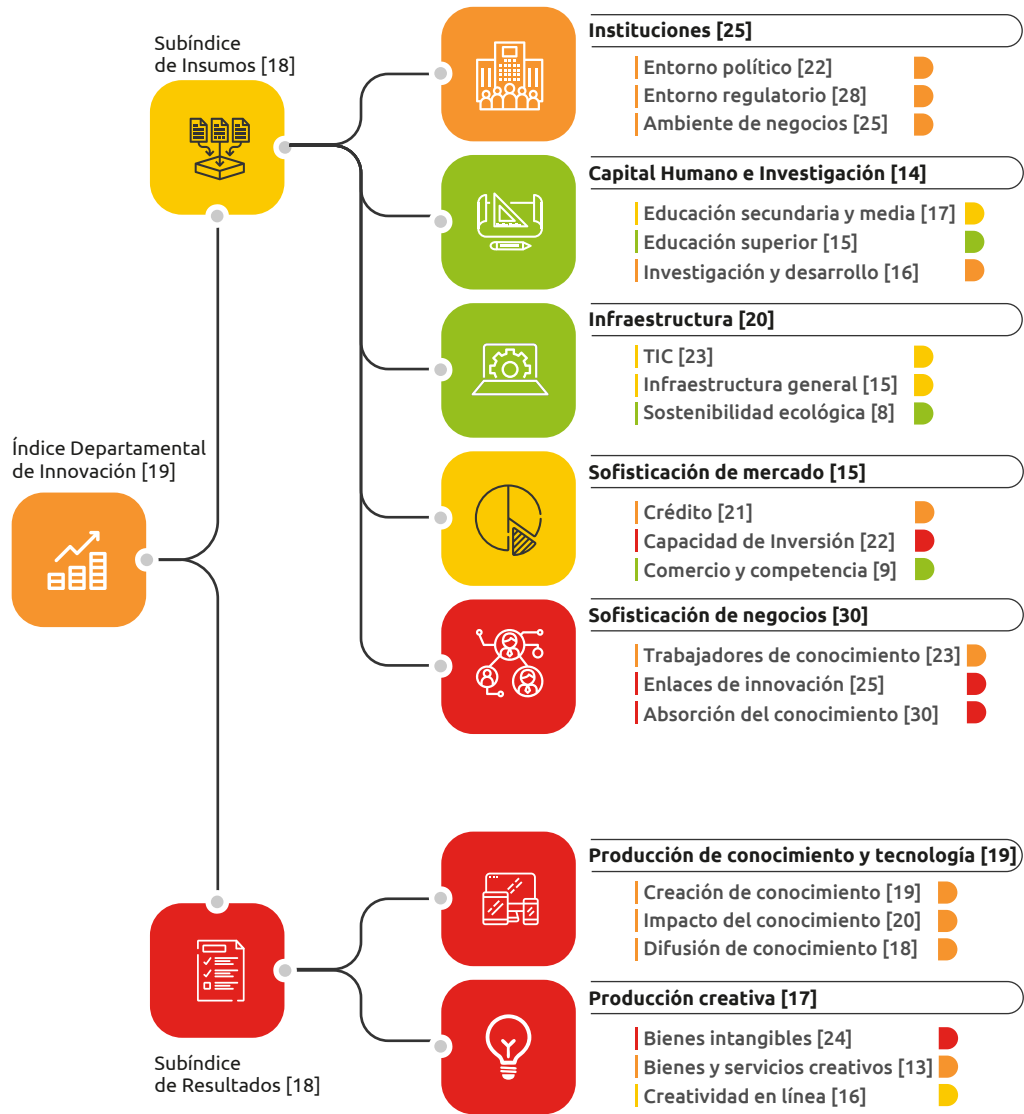 Subíndice
de Insumos [18]
Instituciones [25]
Entorno político [22]
Entorno regulatorio [28]
Ambiente de negocios [25]
Capital Humano e Investigación [14]
Educación secundaria y media [17]
Educación superior [15]
Investigación y desarrollo [16]
Infraestructura [20]
TIC [23]
Infraestructura general [15]
Sostenibilidad ecológica [8]
Índice Departamental
de Innovación [19]
Sofisticación de mercado [15]
Crédito [21]
Capacidad de Inversión [22]
Comercio y competencia [9]
Sofisticación de negocios [30]
Trabajadores de conocimiento [23]
Enlaces de innovación [25]
Absorción del conocimiento [30]
Producción de conocimiento y tecnología [19]
Creación de conocimiento [19]
Impacto del conocimiento [20]
Difusión de conocimiento [18]
Producción creativa [17]
Bienes intangibles [24]
Bienes y servicios creativos [13]
Creatividad en línea [16]
Subíndice
de Resultados [18]